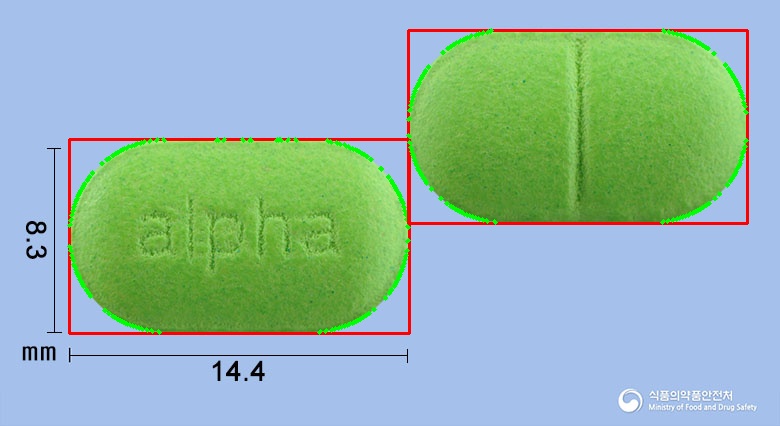 alpha
8.3
mm
14.4
식품의약품안전처
Ministry of Food and Drug Safety